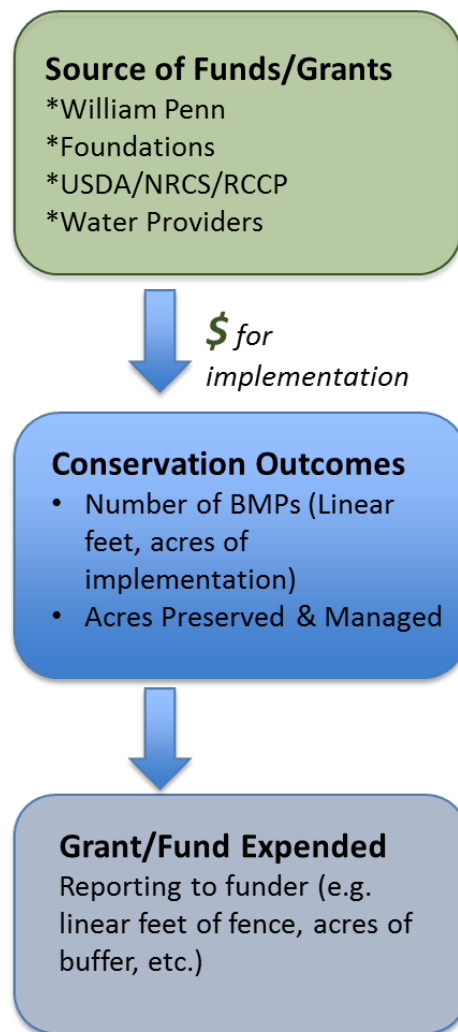 Source of Funds/Grants
*William Penn
*Foundations
*USDA/NRCS/RCCP
*Water Providers
$ for
implementation
Conservation Outcomes
• Number of BMPs (Linear
feet, acres of
implementation)
• Acres Preserved & Managed
Grant/Fund Expended
Reporting to funder (e.g.
linear feet of fence, acres of
buffer, etc.)